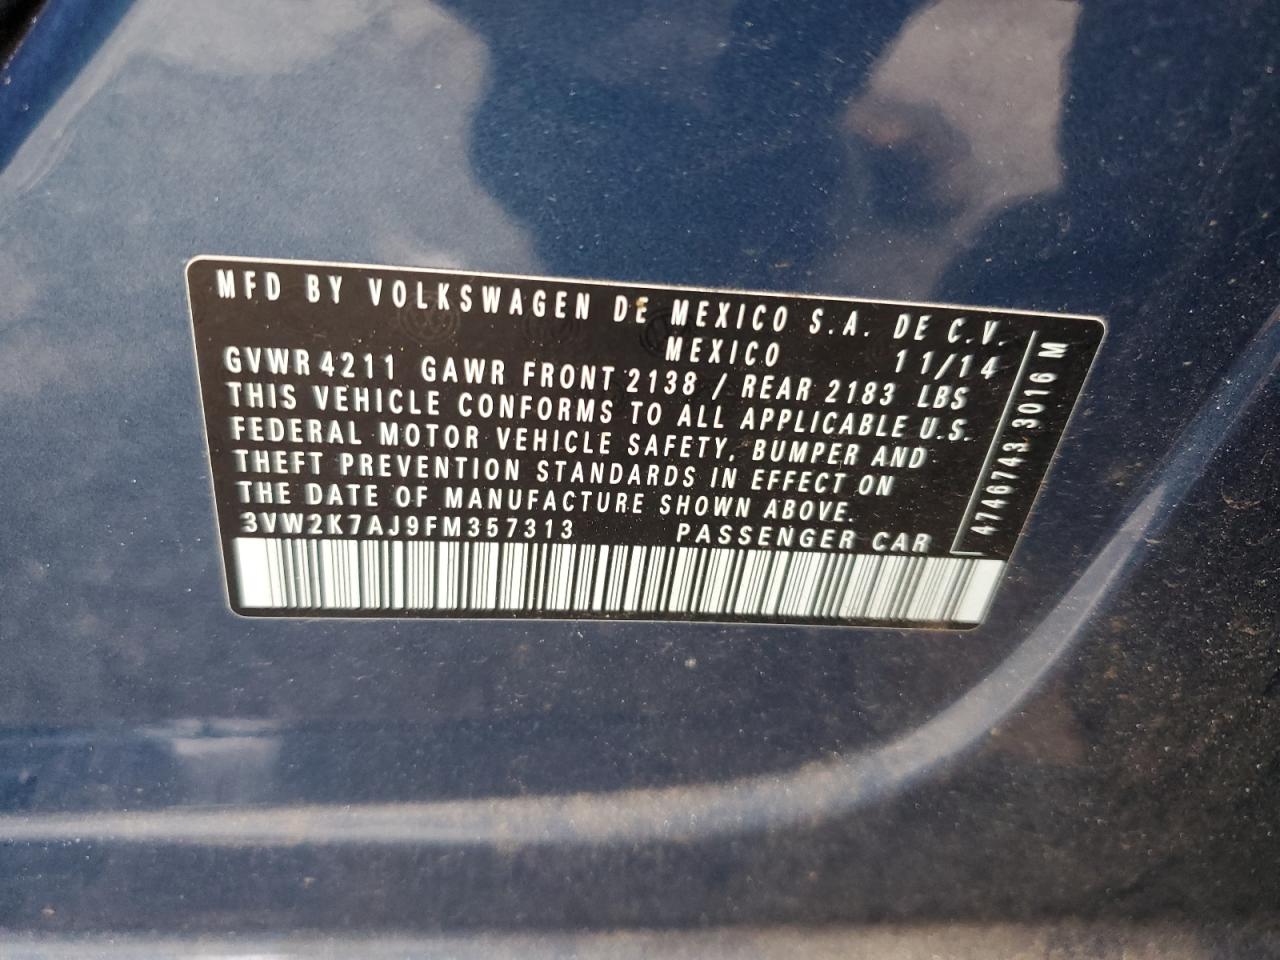 MFD BY VOLKSWAGEN DE MEXICO S.A. DE C.V.
MEXICO 11/14
GVWR 4211 GAWR FRONT 2138 / REAR 2183 LBS
THIS VEHICLE CONFORMS TO ALL APPLICABLE U.S.
FEDERAL MOTOR VEHICLE SAFETY, BUMPER AND
THEFT PREVENTION STANDARDS IN EFFECT ON
THE DATE OF MANUFACTURE SHOWN ABOVE.
3VW2K7AJ9FM357313 PASSENGER CAR
4746743 3016 M